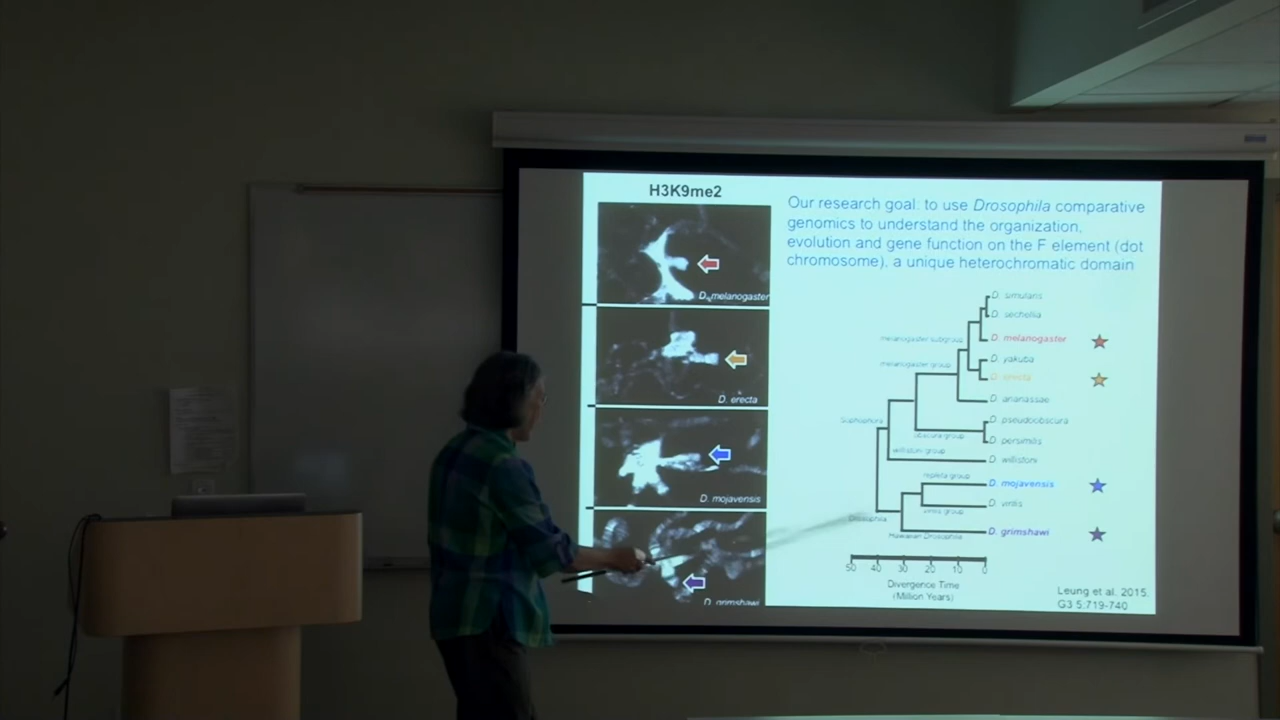 H3K9me2
D. melanogaster
D. erecta
D. mojavensis
D. grimshawi
Our research goal: to use Drosophila comparative
genomics to understand the organization,
evolution and gene function on the F element (dot
chromosome), a unique heterochromatic domain
D. simulans
D. sechellia
melanogaster subgroup
D. melanogaster
D. yakuba
melanogaster group
D. erecta
D. ananassae
Sophophora
D. pseudoobscura
obscura group
D. persimilis
willistoni group
D. willistoni
repleta group
D. mojavensis
D. virilis
virilis group
Drosophila
D. grimshawi
Hawaiian Drosophila
50 40 30 20 10 0
Divergence Time
(Million Years)
Leung et al. 2015.
G3 5:719-740